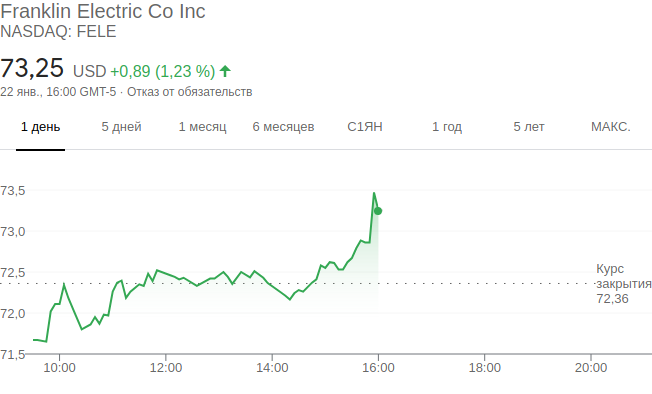 Franklin Electric Co Inc
NASDAQ: FELE
73,25 USD +0,89 (1,23 %)
22 янв., 16:00 GMT-5 · Отказ от обязательств
1 день 5 дней 1 месяц 6 месяцев С1ЯН 1 год 5 лет МАКС.
73,5
73,0
72,5
Курс
закрытия
72,36
72,0
71,5
10:00 12:00 14:00 16:00 18:00 20:00